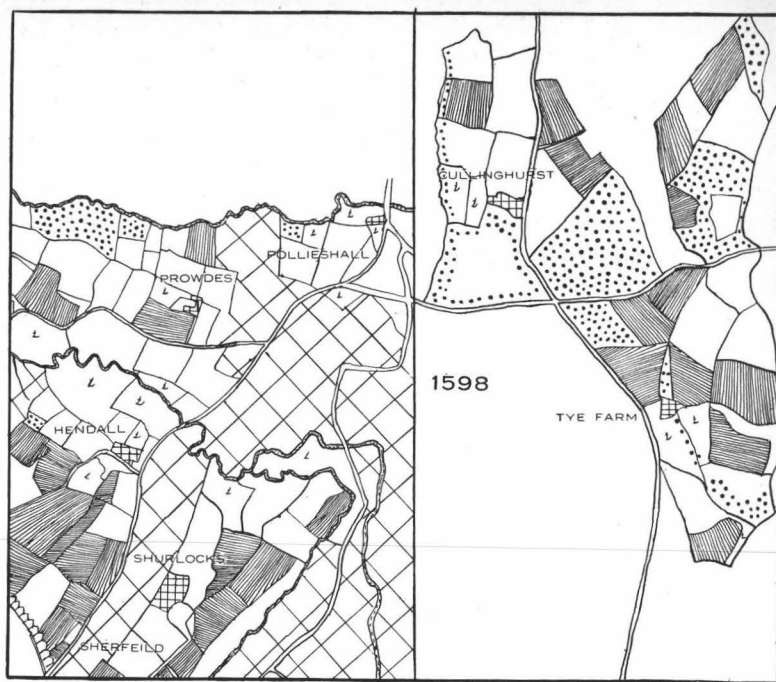 CULLINGHURST
POLLIESHALL
PROWDES
1598
TYE FARM
HENDALL
SHURLOCKS
SHERFEILD